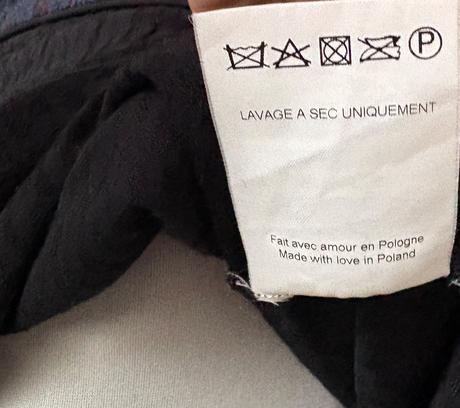 P
LAVAGE A SEC UNIQUEMENT
Fait avec amour en Pologne
Made with love in Poland